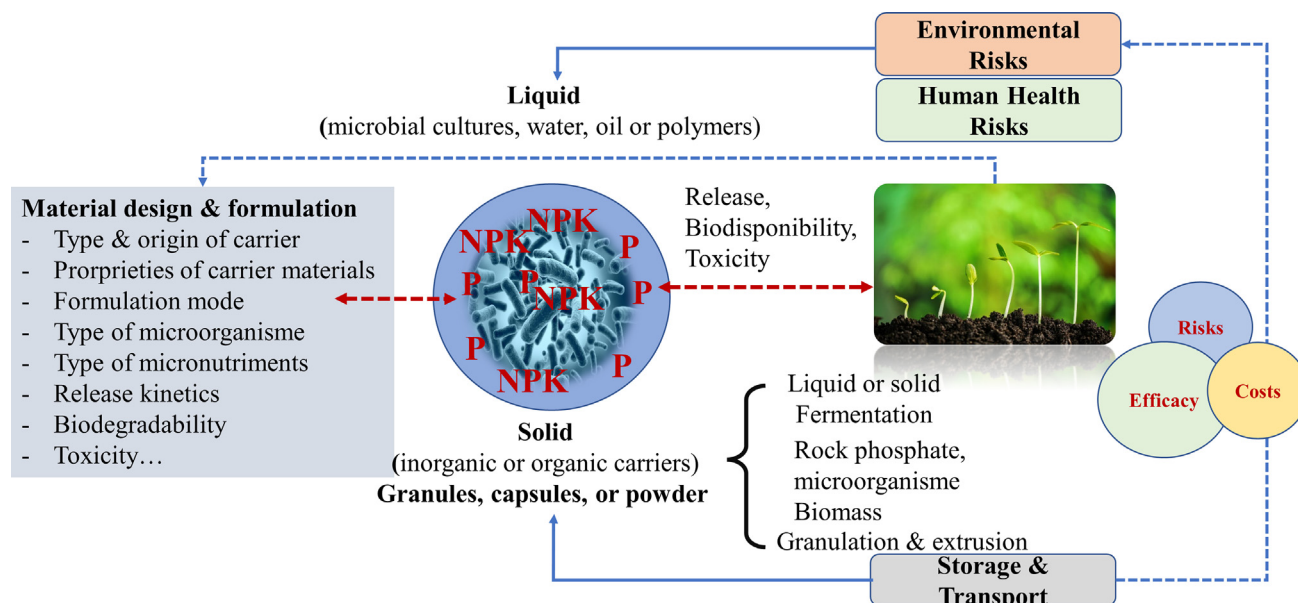 Environmental
Risks
Human Health
Risks
Liquid
(microbial cultures, water, oil or polymers)
Material design & formulation
- Type & origin of carrier
- Prorprieties of carrier materials
- Formulation mode
- Type of microorganisme
- Type of micronutriments
- Release kinetics
- Biodegradability
- Toxicity…
NPK
NPK
P
P
P
NPK
P
P
P
NPK
Release,
Biodisponibility,
Toxicity
Risks
Efficacy
Costs
Solid
(inorganic or organic carriers)
Granules, capsules, or powder
Liquid or solid
Fermentation
Rock phosphate,
microorganisme
Biomass
Granulation & extrusion
Storage &
Transport